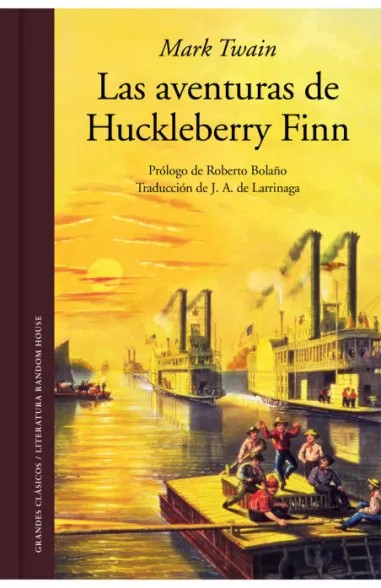 Mark Twain
Las aventuras de
Huckleberry Finn
Prólogo de Roberto Bolaño
Traducción de J. A. de Larrinaga
GRANDES CLÁSICOS / LITERATURA RANDOM HOUSE